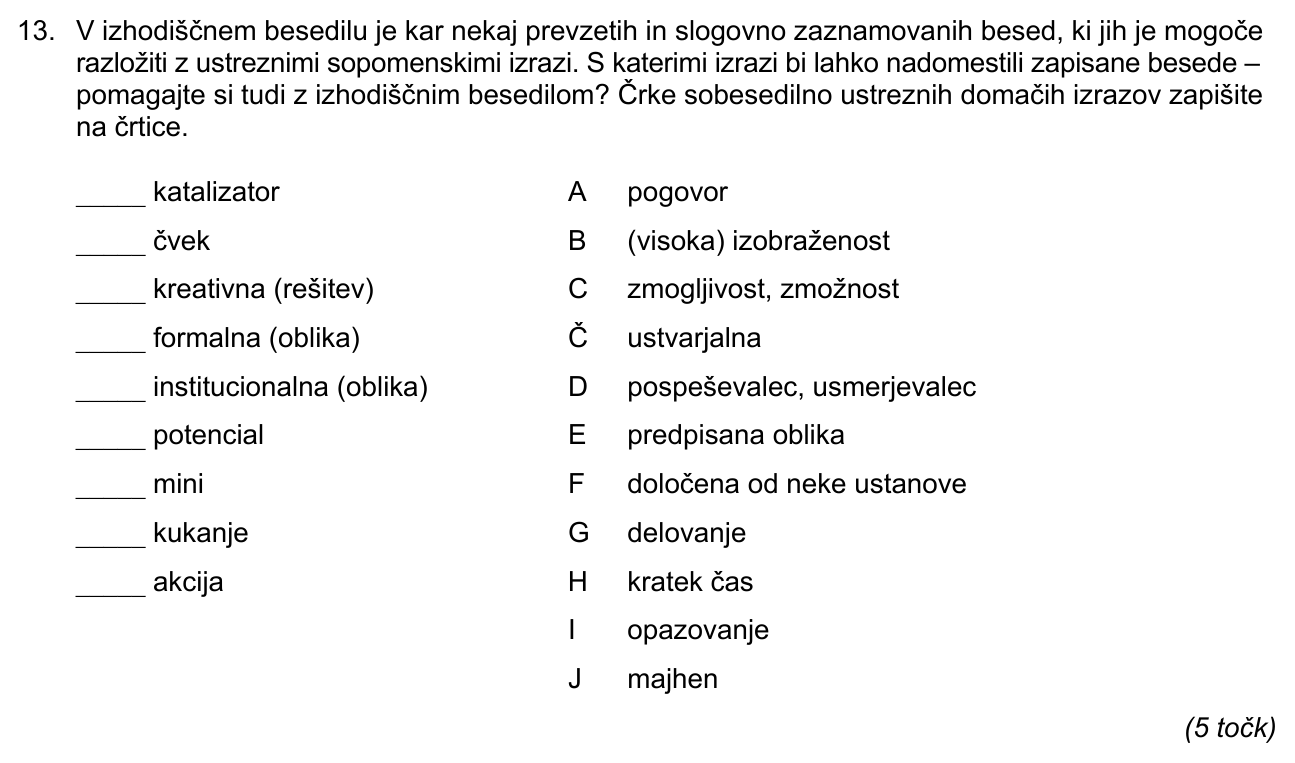 13. V izhodiščnem besedilu je kar nekaj prevzetih in slogovno zaznamovanih besed, ki jih je mogoče
razložiti z ustreznimi sopomenskimi izrazi. S katerimi izrazi bi lahko nadomestili zapisane besede –
pomagajte si tudi z izhodiščnim besedilom? Črke sobesedilno ustreznih domačih izrazov zapišite
na črtice.
_____ katalizator A pogovor
_____ čvek B (visoka) izobraženost
_____ kreativna (rešitev) C zmogljivost, zmožnost
_____ formalna (oblika) Č ustvarjalna
_____ institucionalna (oblika) D pospeševalec, usmerjevalec
_____ potencial E predpisana oblika
_____ mini F določena od neke ustanove
_____ kukanje G delovanje
_____ akcija H kratek čas
I opazovanje
J majhen
(5 točk)